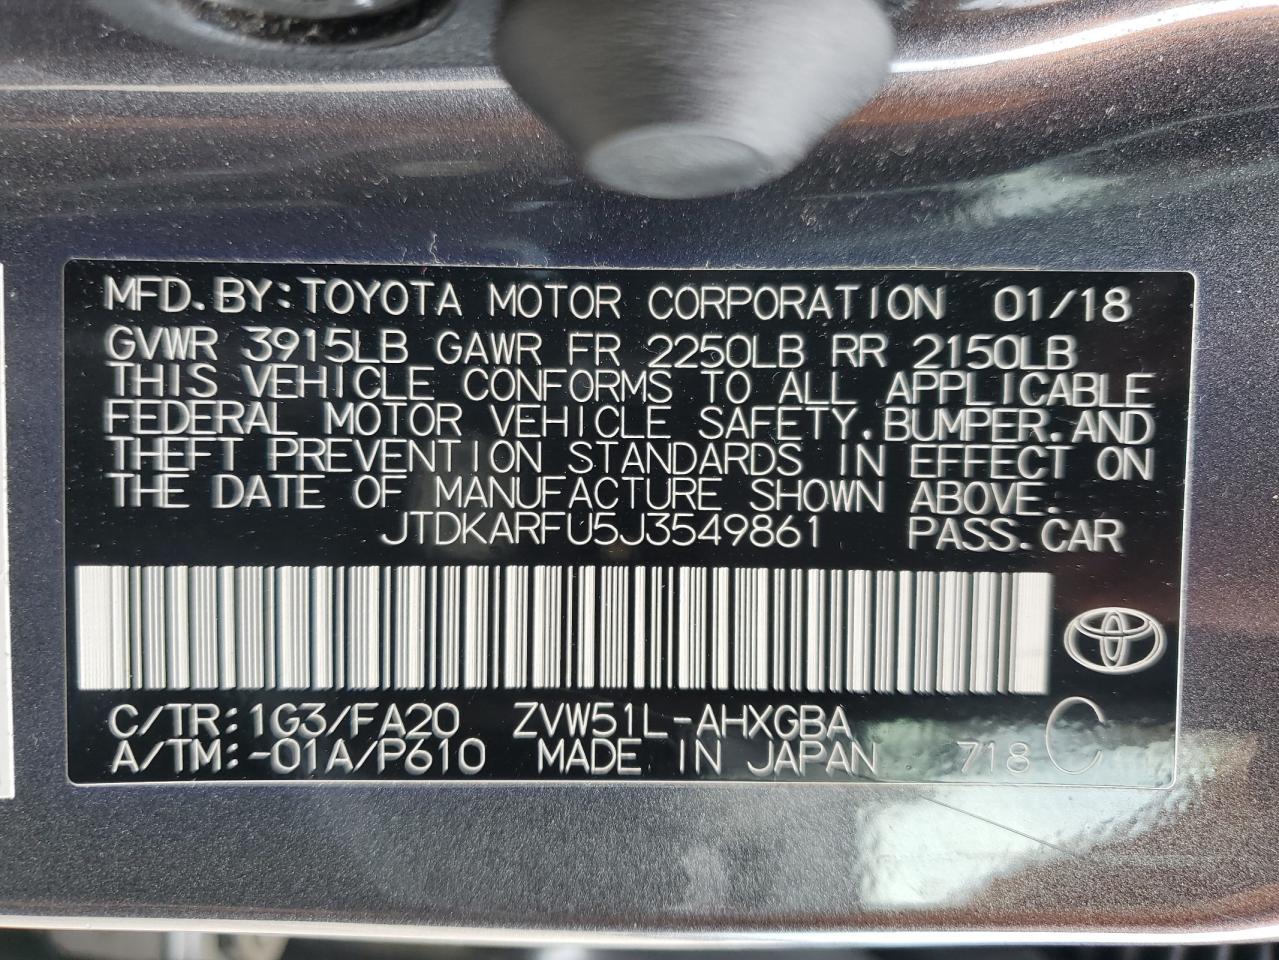 MFD.BY:TOYOTA MOTOR CORPORATION 01/18
GVWR 3915LB GAWR FR 2250LB RR 2150LB
THIS VEHICLE CONFORMS TO ALL APPLICABLE
FEDERAL MOTOR VEHICLE SAFETY.BUMPER.AND
THEFT PREVENTION STANDARDS IN EFFECT ON
THE DATE OF MANUFACTURE SHOWN ABOVE.
JTDKARFU5J3549861 PASS.CAR
C/TR:1G3/FA20 ZVW51L-AHXGBA C
A/TM:-01A/P610 MADE IN JAPAN 718